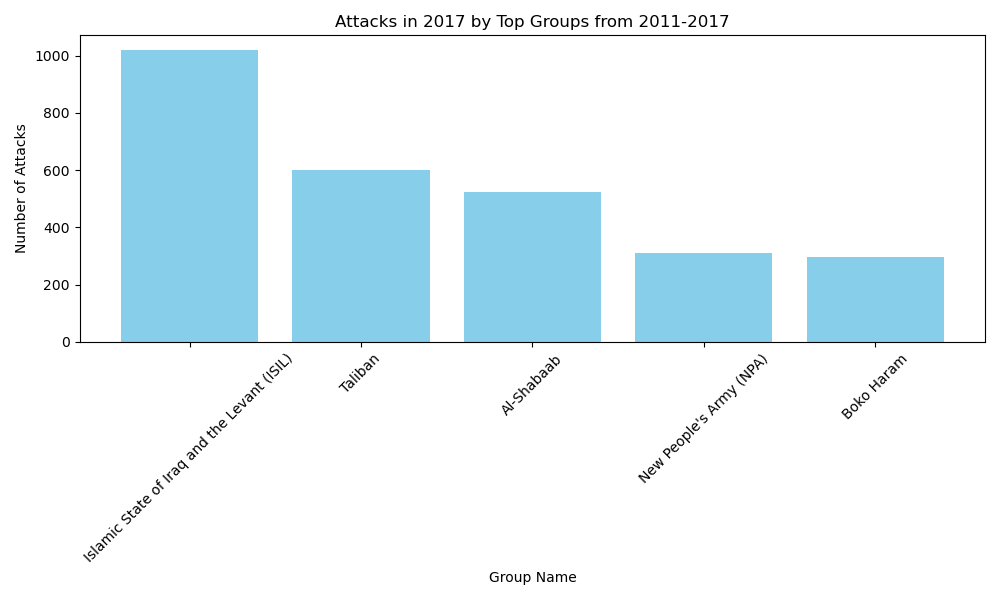 Attacks in 2017 by Top Groups from 2011-2017
Number of Attacks
1000
800
600
400
200
0
Islamic State of Iraq and the Levant (ISIL)
Taliban
Al-Shabaab
New People's Army (NPA)
Boko Haram
Group Name